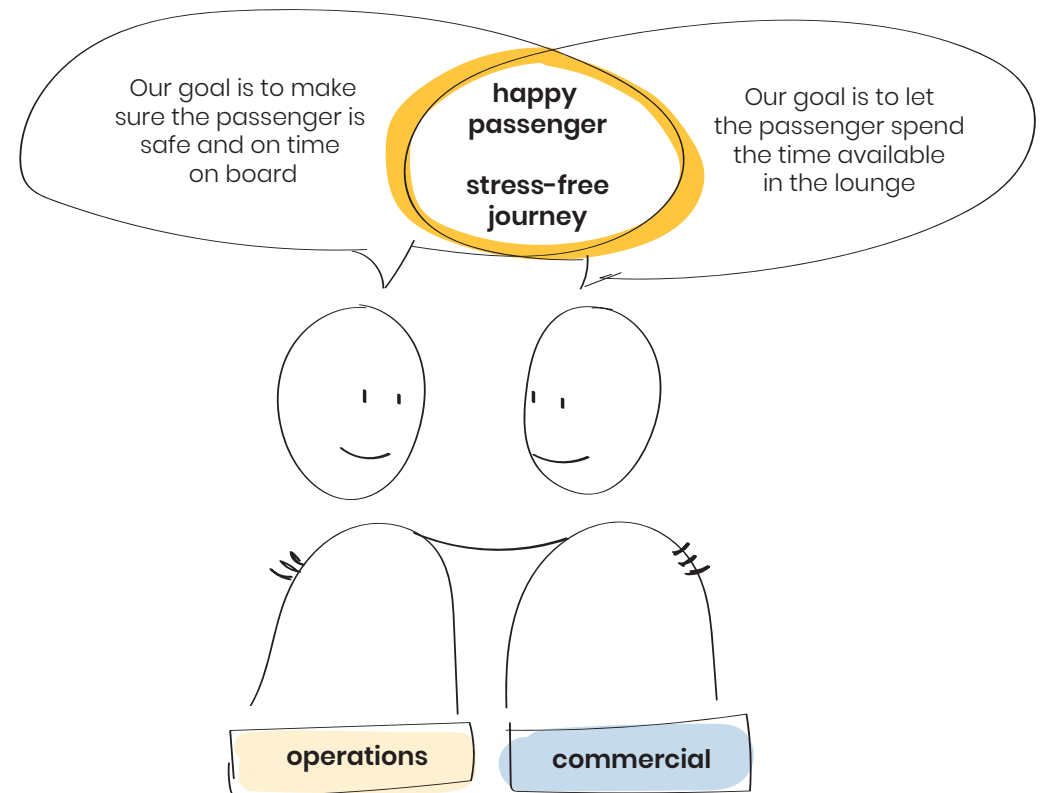 Our goal is to make
sure the passenger is
safe and on time
on board
happy
passenger
stress-free
journey
Our goal is to let
the passenger spend
the time available
in the lounge
operations
commercial